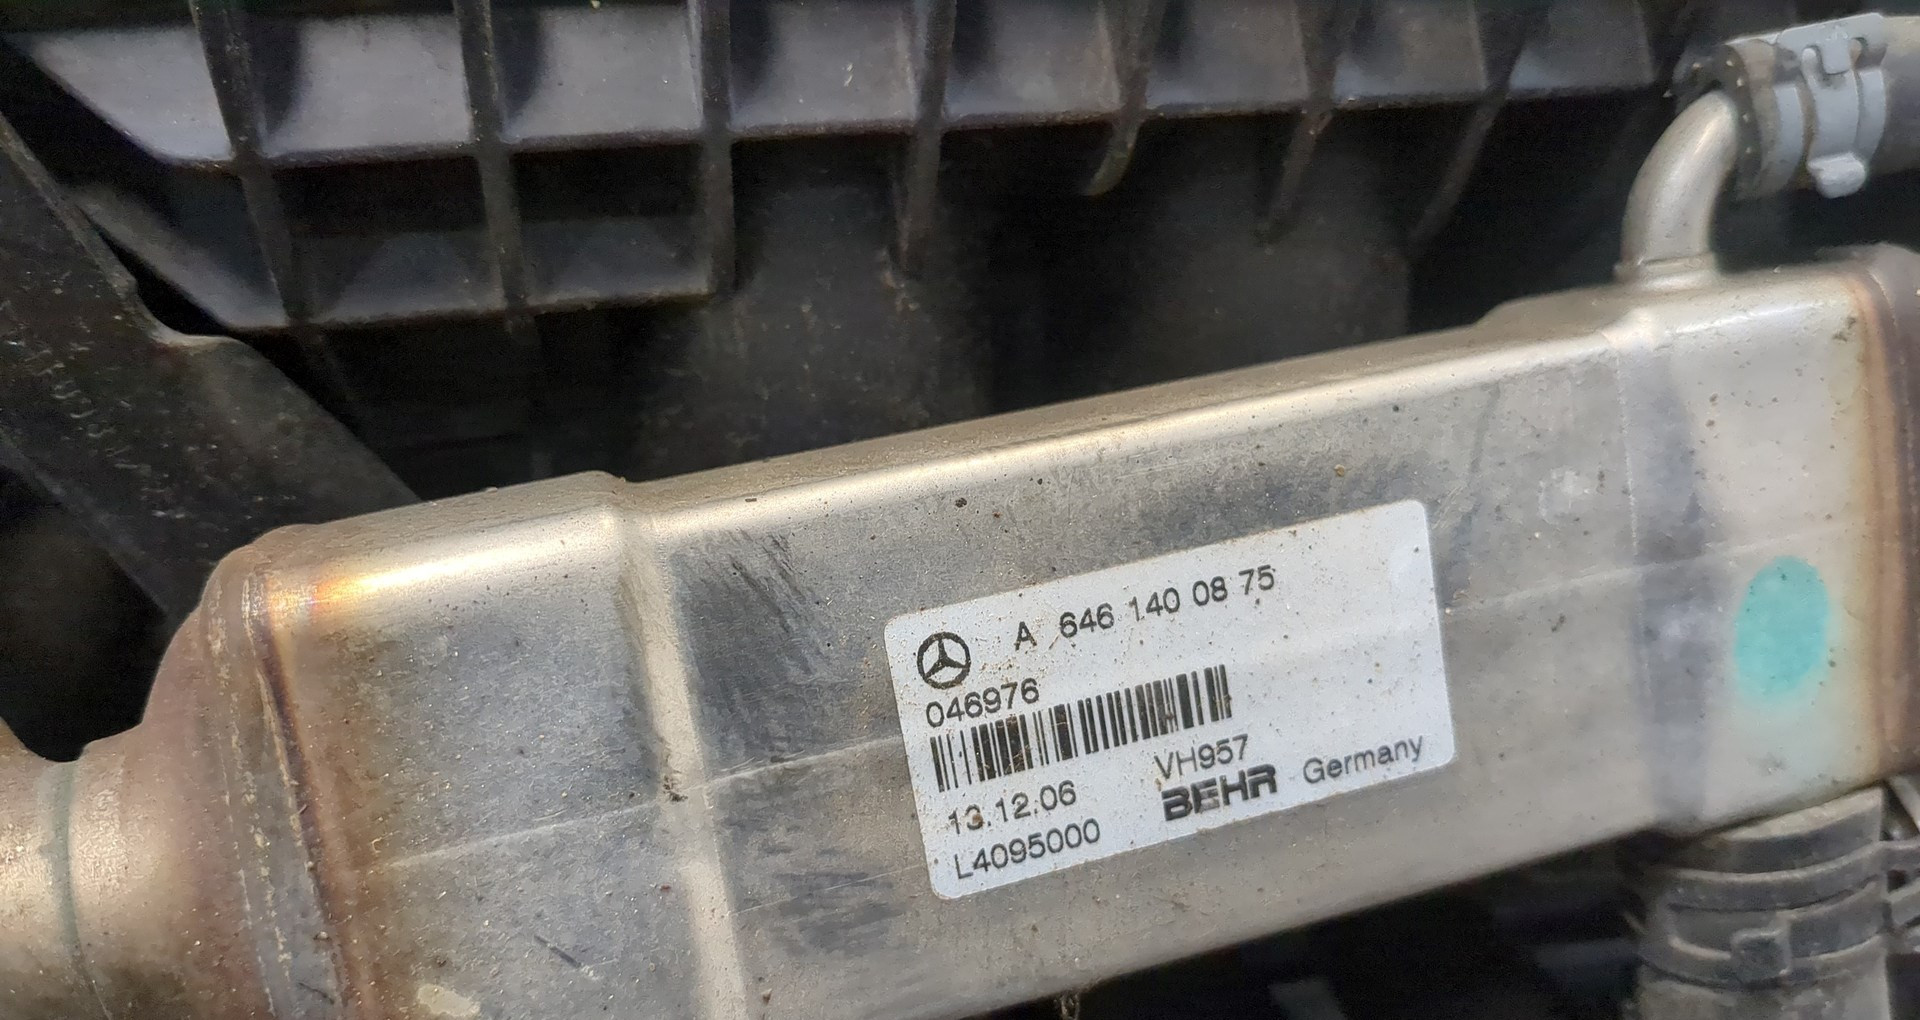 A 646 140 08 75
046976
VH957
13.12.06
BEHR Germany
L4095000